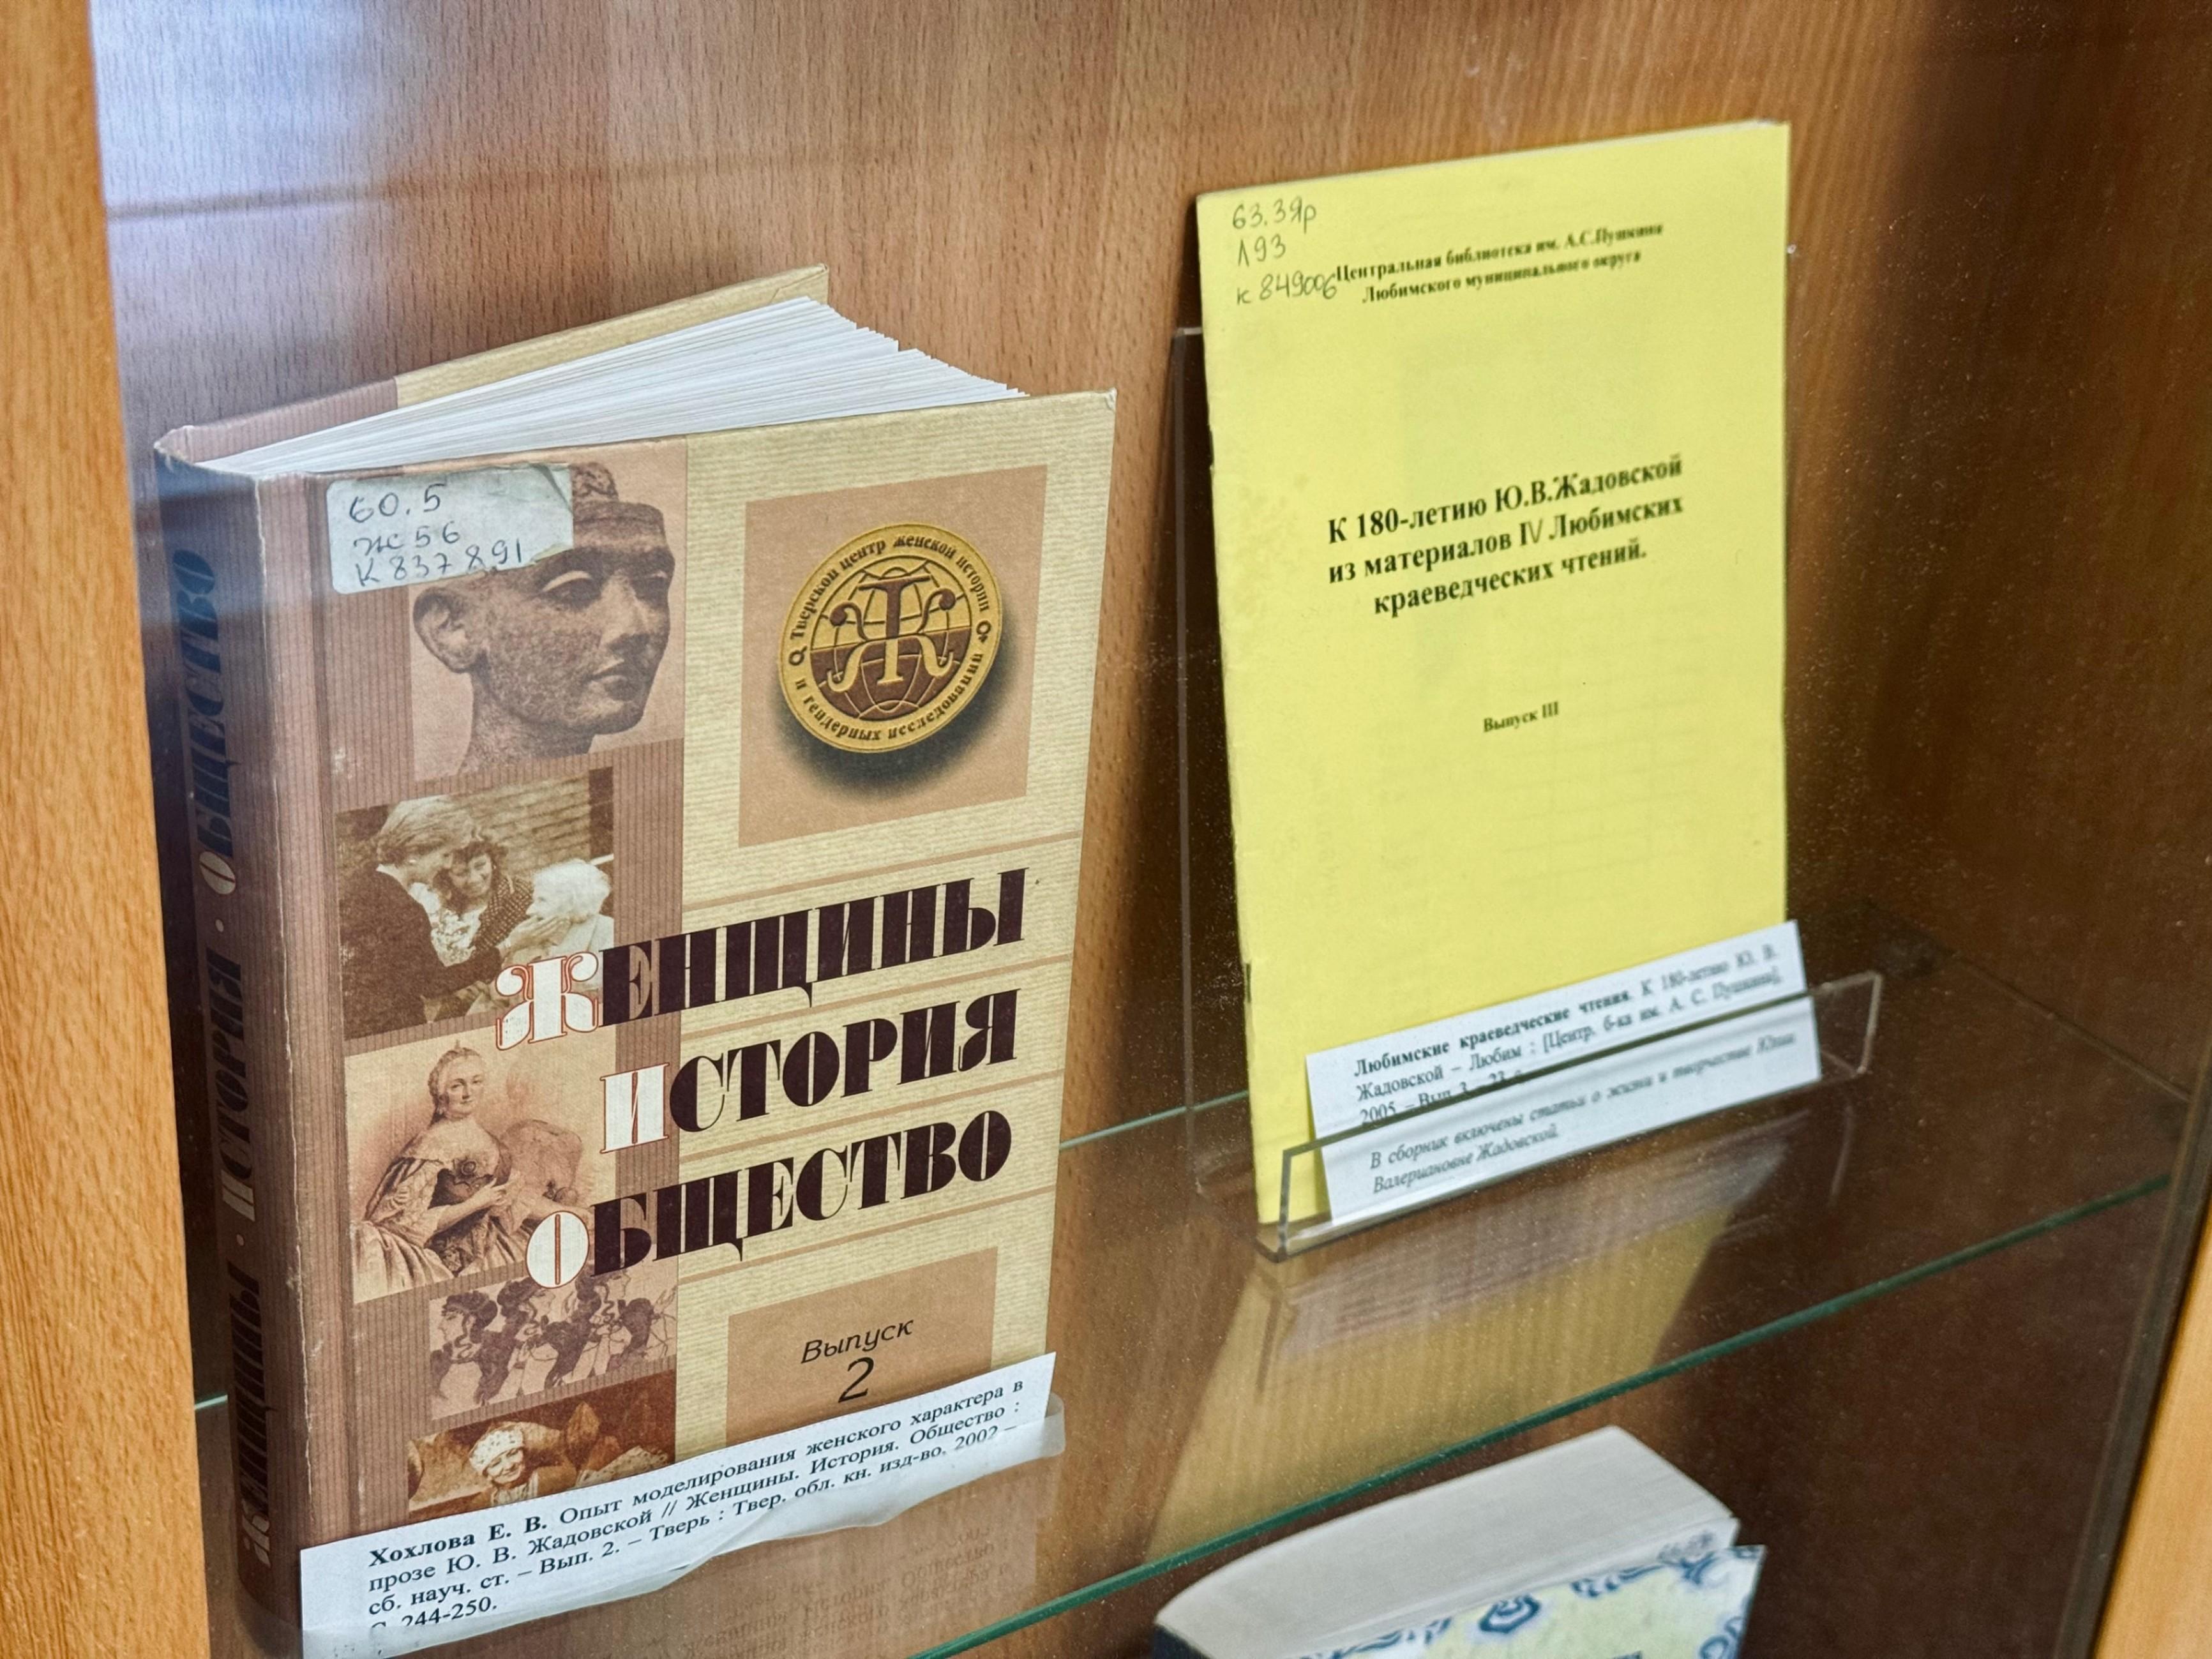 60.5
Ж56
К 837 891
Тверской центр женской истории
и гендерных исследований
Ж
ЖЕНЩИНЫ
ИСТОРИЯ
ОБЩЕСТВО
Выпуск
2
ЖЕНЩИНЫ · ИСТОРИЯ · ОБЩЕСТВО
Хохлова Е. В. Опыт моделирования женского характера в
прозе Ю. В. Жадовской // Женщины. История. Общество :
сб. науч. ст. – Вып. 2. – Тверь : Твер. обл. кн. изд-во, 2002 –
С. 244-250.
63.3Яр
Л93
к 849006
Центральная библиотека им. А.С.Пушкина
Любимского муниципального округа
К 180-летию Ю.В.Жадовской
из материалов IV Любимских
краеведческих чтений.
Выпуск III
Любимские краеведческие чтения. К 180-летию Ю. В.
Жадовской – Любим : [Центр. б-ка им. А. С. Пушкина],
2005. – Вып. 3. – 23 с.
В сборник включены статьи о жизни и творчестве Юлии
Валериановне Жадовской.